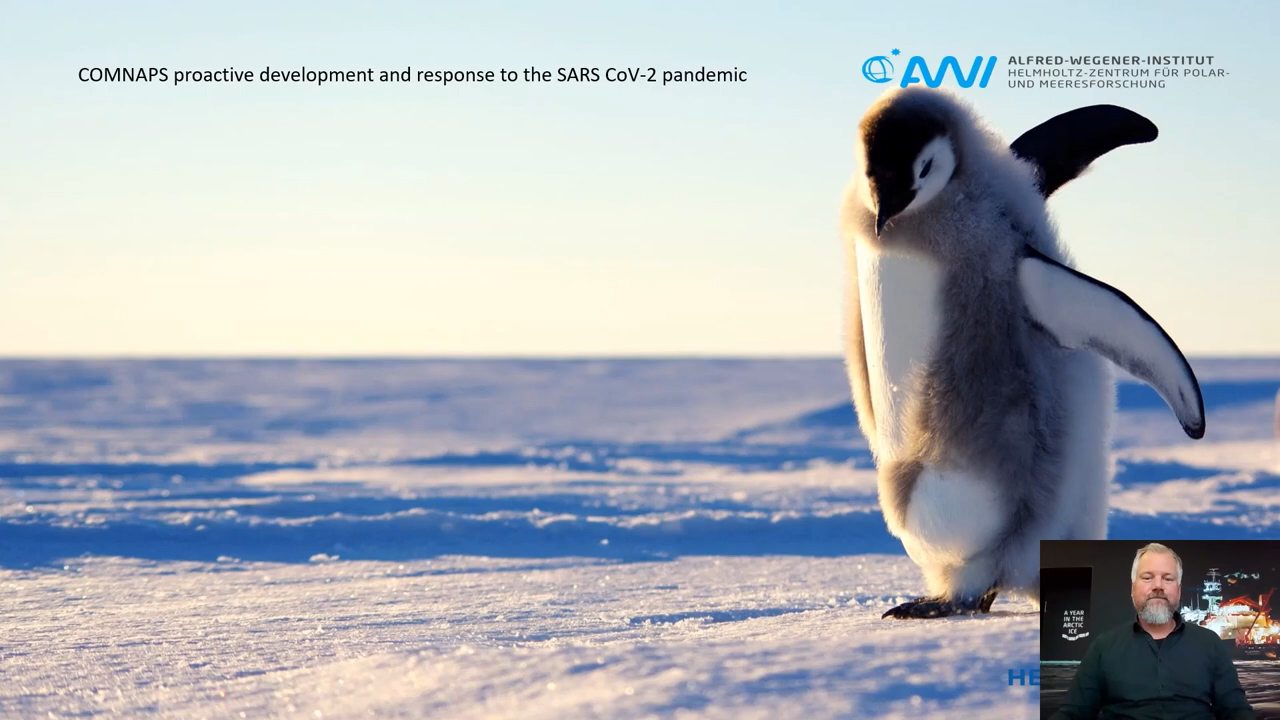 COMNAPS proactive development and response to the SARS CoV-2 pandemic
AWI
ALFRED-WEGENER-INSTITUT
HELMHOLTZ-ZENTRUM FÜR POLAR-
UND MEERESFORSCHUNG
A YEAR
IN THE
ARCTIC
ICE